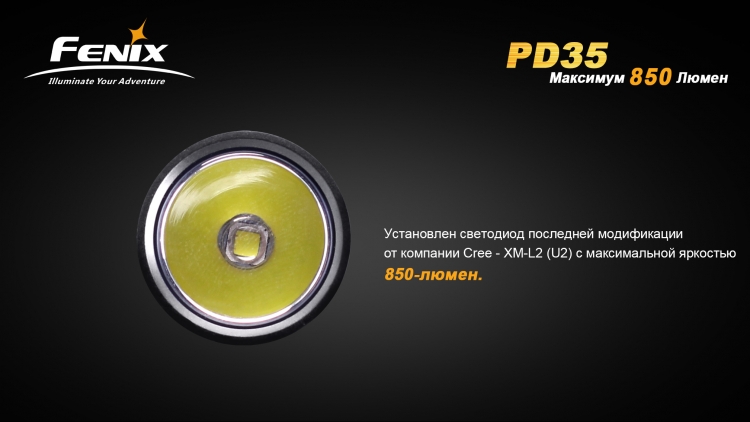 FENIX
Illuminate Your Adventure
PD35
Максимум 850 Люмен
Установлен светодиод последней модификации
от компании Cree - XM-L2 (U2) с максимальной яркостью
850-люмен.